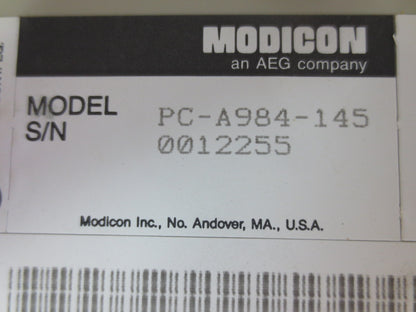 MODICON
an AEG company
MODEL PC-A984-145
S/N 0012255
Modicon Inc., No. Andover, MA., U.S.A.